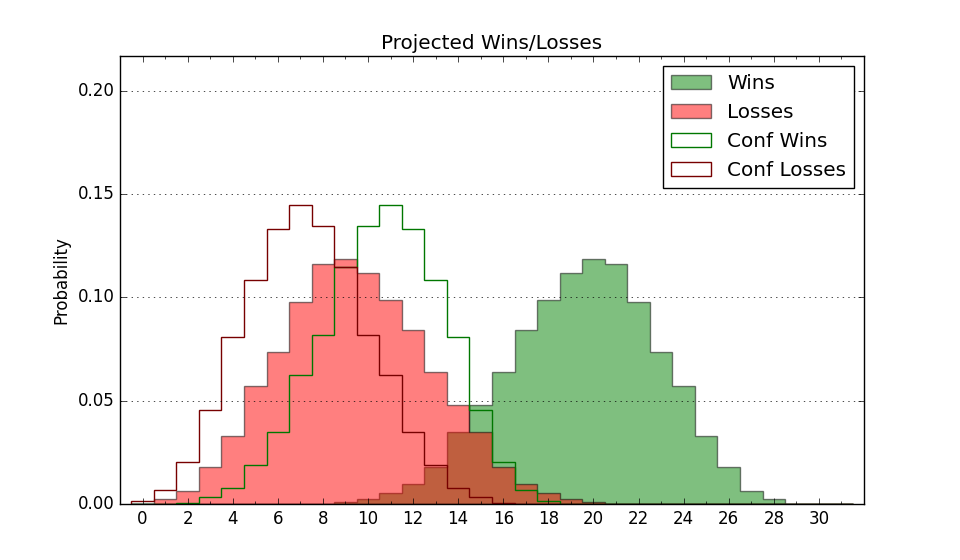 Projected Wins/Losses
Wins
Losses
Conf Wins
Conf Losses
Probability
0.20
0.15
0.10
0.05
0.00
0 2 4 6 8 10 12 14 16 18 20 22 24 26 28 30